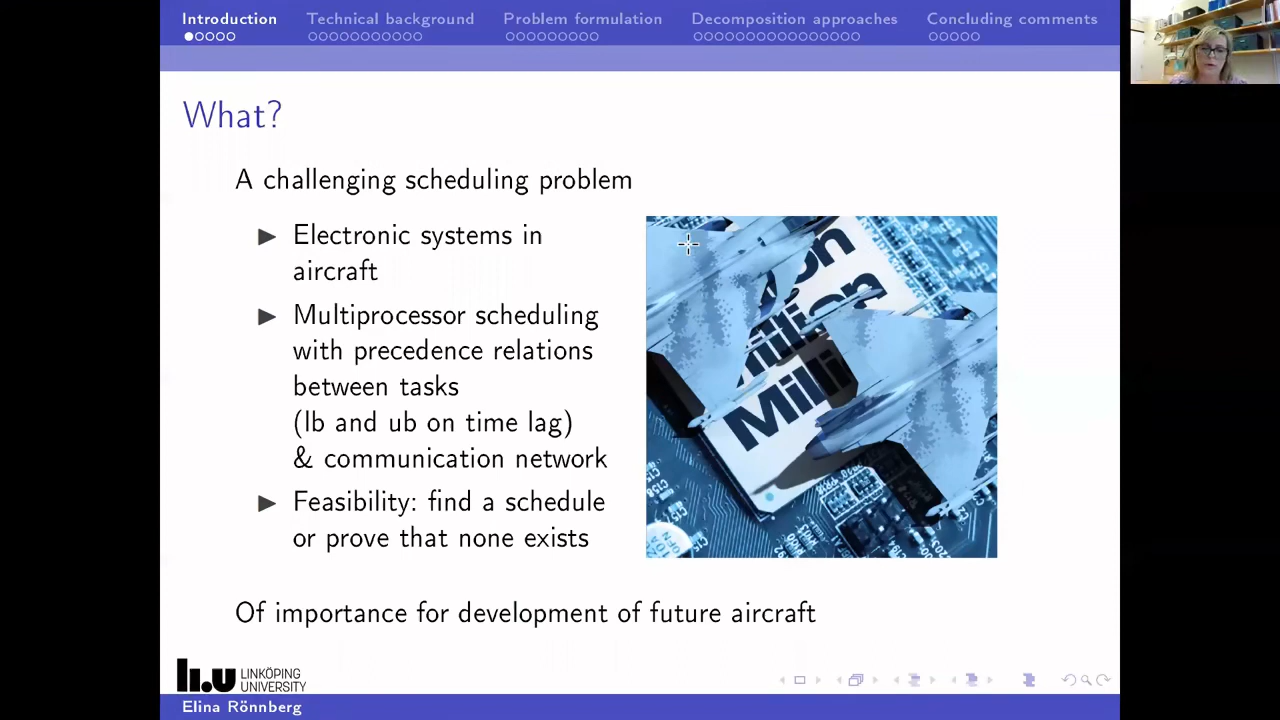 Introduction
Technical background
Problem formulation
Decomposition approaches
Concluding comments
What?
A challenging scheduling problem
Electronic systems in
aircraft
Multiprocessor scheduling
with precedence relations
between tasks
(lb and ub on time lag)
& communication network
Feasibility: find a schedule
or prove that none exists
Million
Of importance for development of future aircraft
LiU LINKÖPING
UNIVERSITY
Elina Rönnberg